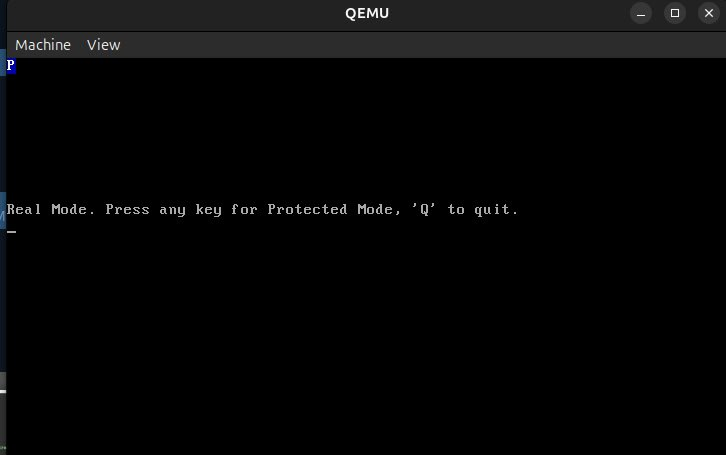 QEMU
Machine View
P
Real Mode. Press any key for Protected Mode, 'Q' to quit.